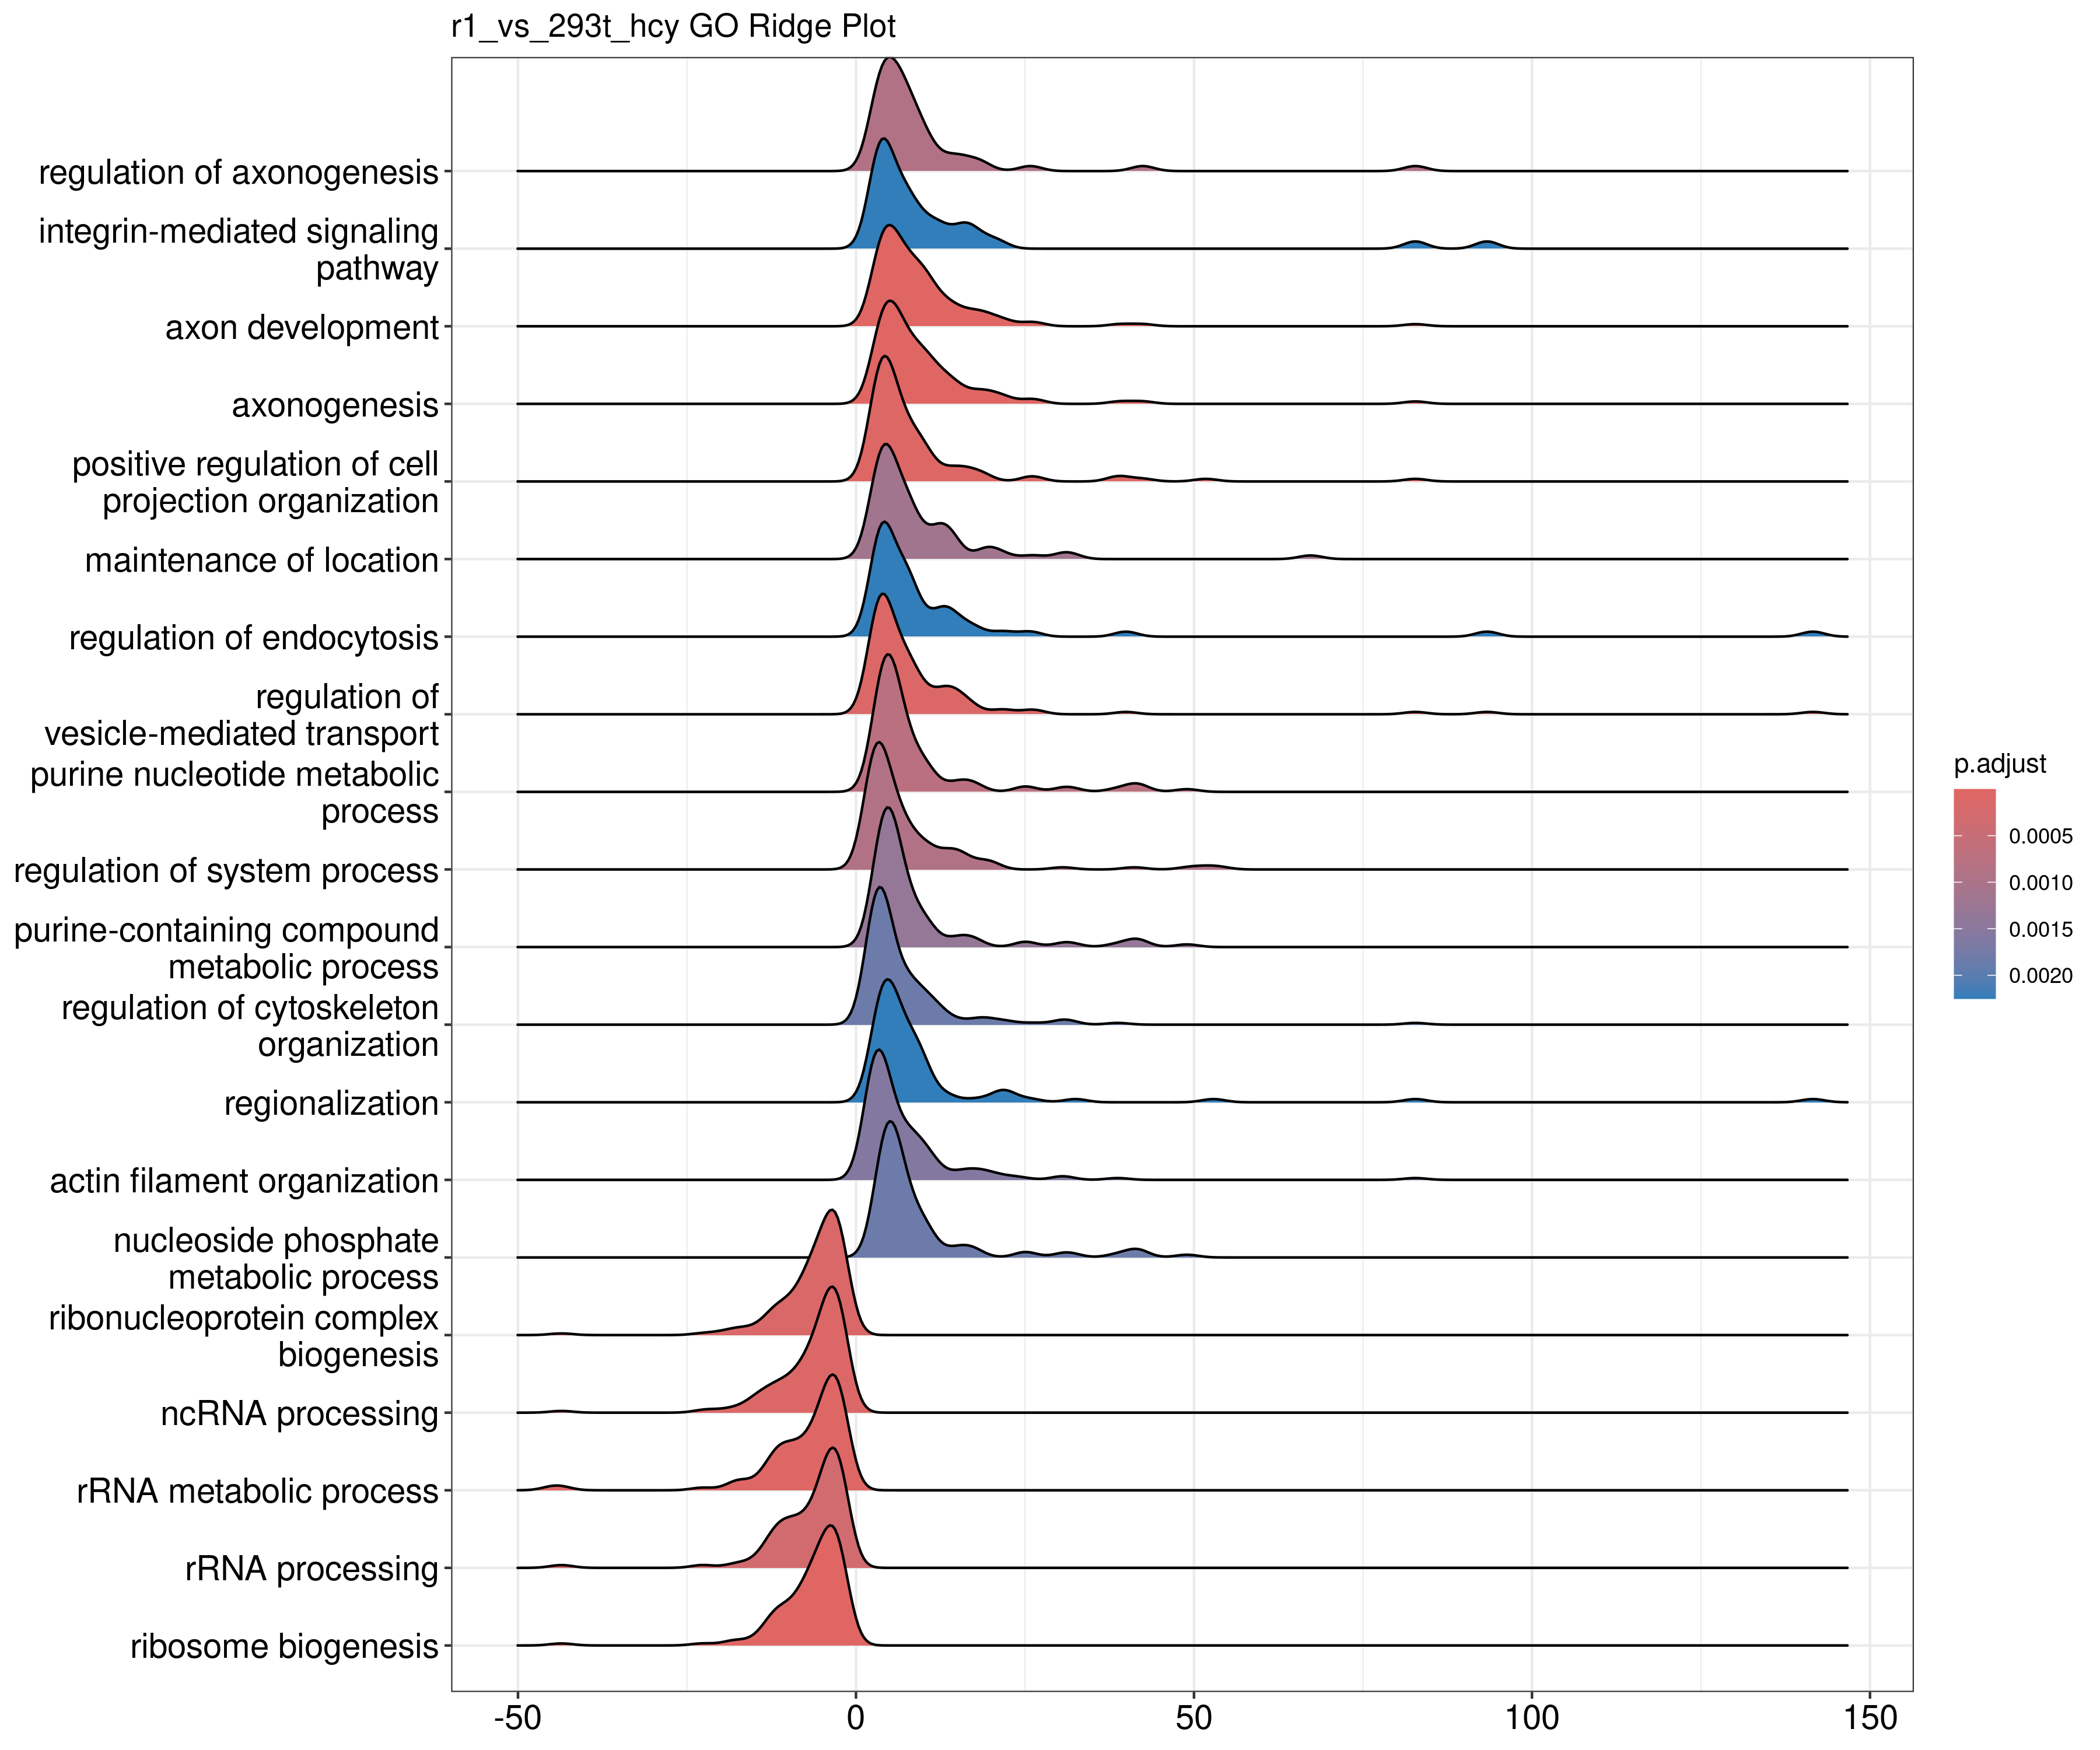 r1_vs_293t_hcy GO Ridge Plot
regulation of axonogenesis
integrin-mediated signaling
pathway
axon development
axonogenesis
positive regulation of cell
projection organization
maintenance of location
regulation of endocytosis
regulation of
vesicle-mediated transport
purine nucleotide metabolic
process
regulation of system process
purine-containing compound
metabolic process
regulation of cytoskeleton
organization
regionalization
actin filament organization
nucleoside phosphate
metabolic process
ribonucleoprotein complex
biogenesis
ncRNA processing
rRNA metabolic process
rRNA processing
ribosome biogenesis
-50 0 50 100 150
p.adjust
0.0005
0.0010
0.0015
0.0020